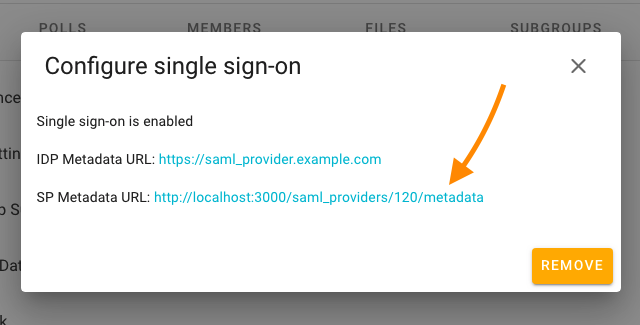 POLLS MEMBERS FILES SUBGROUPS
Configure single sign-on
Single sign-on is enabled
IDP Metadata URL: https://saml_provider.example.com
SP Metadata URL: http://localhost:3000/saml_providers/120/metadata
REMOVE